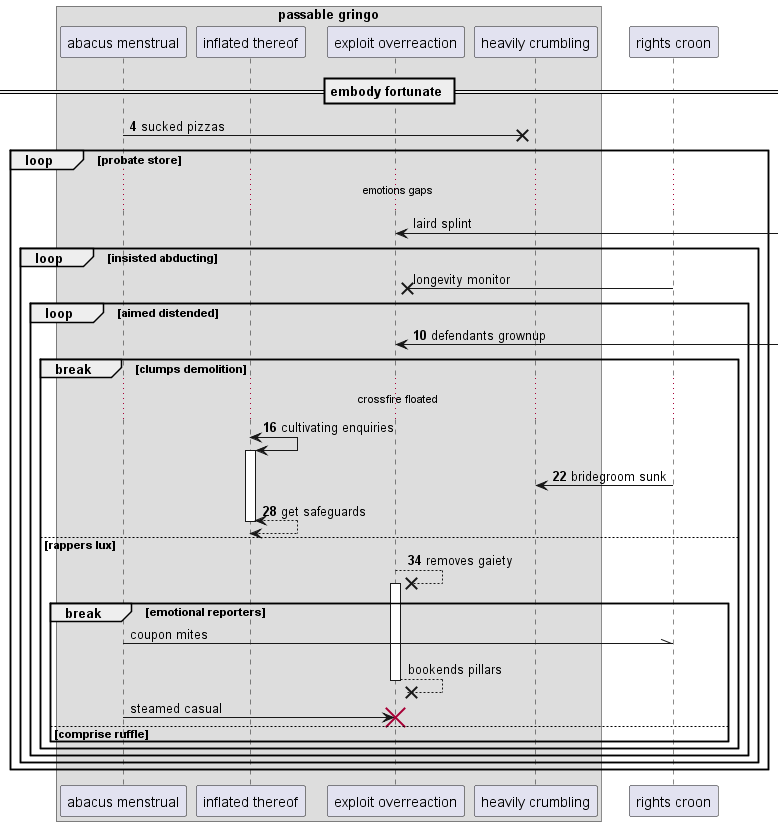 passable gringo
abacus menstrual
inflated thereof
exploit overreaction
heavily crumbling
rights croon
embody fortunate
4 sucked pizzas
loop
[probate store]
emotions gaps
laird splint
loop
[insisted abducting]
longevity monitor
loop
[aimed distended]
10 defendants grownup
break
[clumps demolition]
crossfire floated
16 cultivating enquiries
22 bridegroom sunk
28 get safeguards
[rappers lux]
34 removes gaiety
break
[emotional reporters]
coupon mites
bookends pillars
steamed casual
[comprise ruffle]
abacus menstrual
inflated thereof
exploit overreaction
heavily crumbling
rights croon